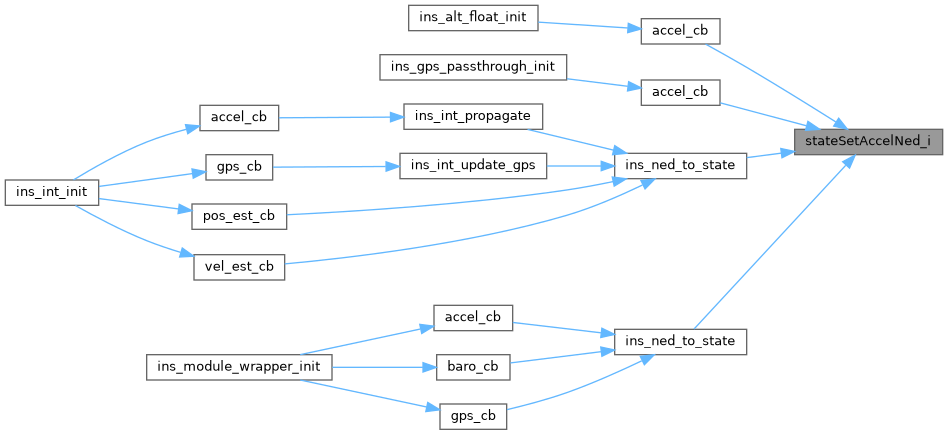 ins_alt_float_init
accel_cb
ins_gps_passthrough_init
accel_cb
accel_cb
ins_int_propagate
stateSetAccelNed_i
gps_cb
ins_int_update_gps
ins_ned_to_state
ins_int_init
pos_est_cb
vel_est_cb
accel_cb
ins_ned_to_state
ins_module_wrapper_init
baro_cb
gps_cb